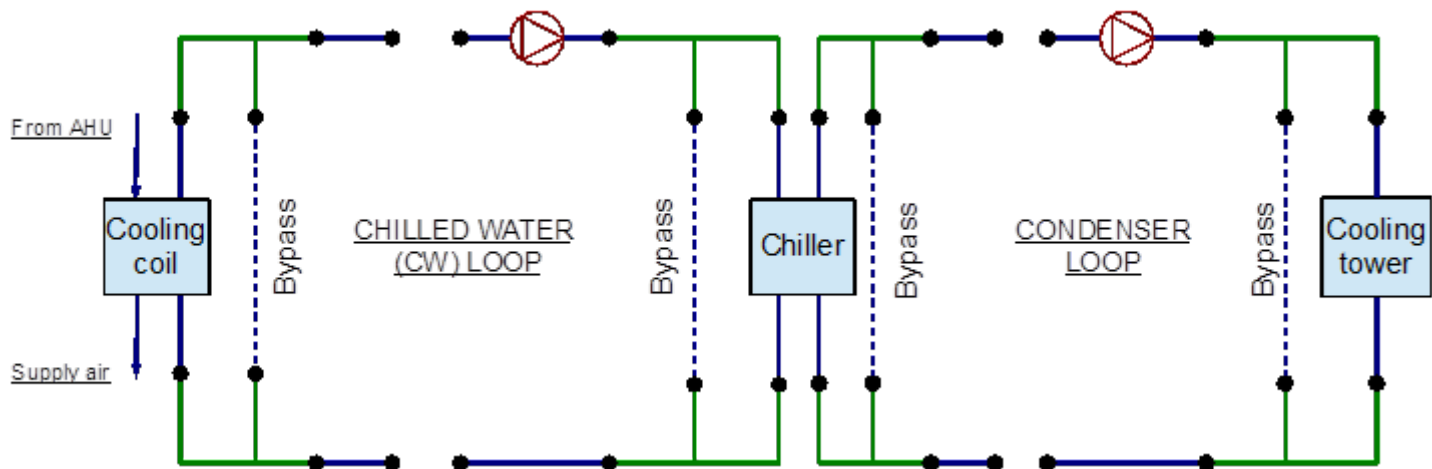 From AHU
Cooling
coil
Supply air
Bypass
CHILLED WATER
(CW) LOOP
Bypass
Chiller
Bypass
CONDENSER
LOOP
Bypass
Cooling
tower